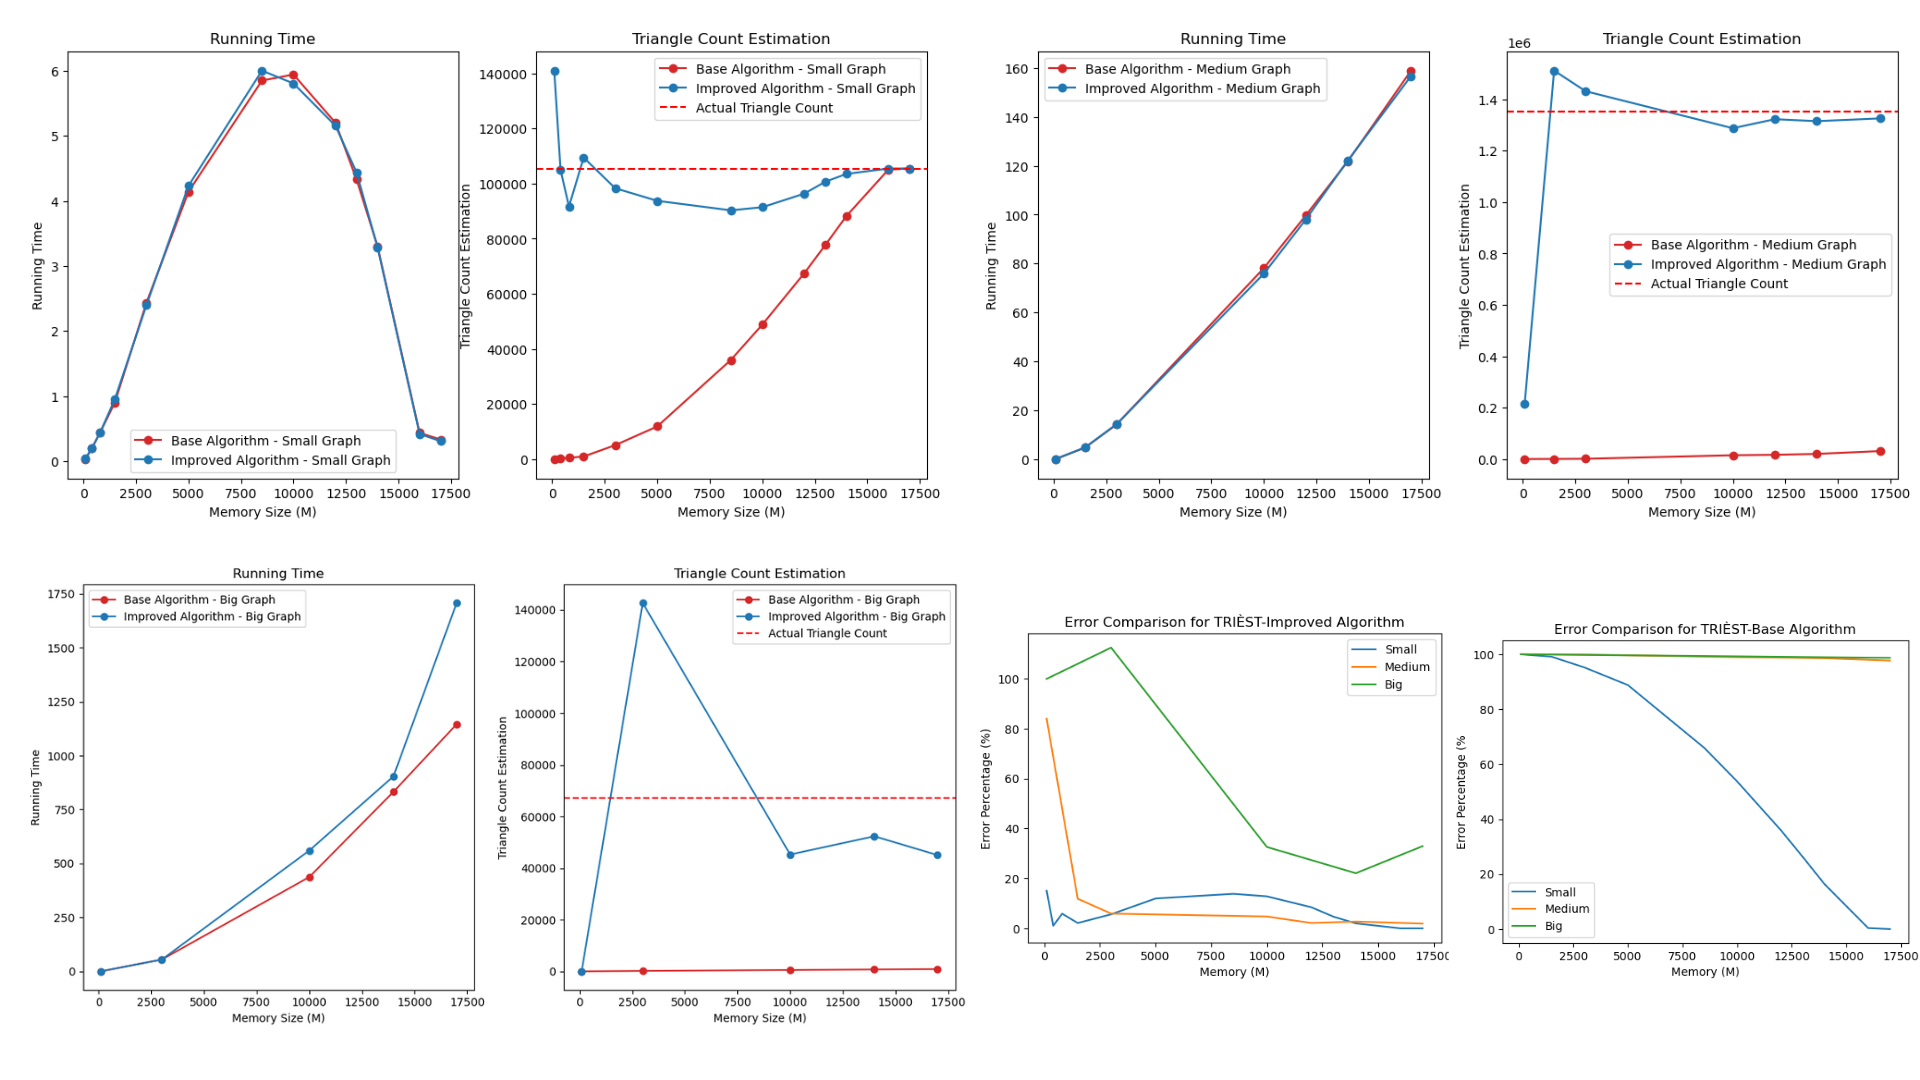 Running Time
6
5
4
3
2
1
0
Running Time
Base Algorithm - Small Graph
Improved Algorithm - Small Graph
0 2500 5000 7500 10000 12500 15000 17500
Memory Size (M)
Triangle Count Estimation
140000
120000
100000
80000
60000
40000
20000
0
Triangle Count Estimation
Base Algorithm - Small Graph
Improved Algorithm - Small Graph
Actual Triangle Count
0 2500 5000 7500 10000 12500 15000 17500
Memory Size (M)
Running Time
160
140
120
100
80
60
40
20
0
Running Time
Base Algorithm - Medium Graph
Improved Algorithm - Medium Graph
0 2500 5000 7500 10000 12500 15000 17500
Memory Size (M)
Triangle Count Estimation
1e6
1.4
1.2
1.0
0.8
0.6
0.4
0.2
0.0
Triangle Count Estimation
Base Algorithm - Medium Graph
Improved Algorithm - Medium Graph
Actual Triangle Count
0 2500 5000 7500 10000 12500 15000 17500
Memory Size (M)
Running Time
1750
1500
1250
1000
750
500
250
0
Running Time
Base Algorithm - Big Graph
Improved Algorithm - Big Graph
0 2500 5000 7500 10000 12500 15000 17500
Memory Size (M)
Triangle Count Estimation
140000
120000
100000
80000
60000
40000
20000
0
Triangle Count Estimation
Base Algorithm - Big Graph
Improved Algorithm - Big Graph
Actual Triangle Count
0 2500 5000 7500 10000 12500 15000 17500
Memory Size (M)
Error Comparison for TRIÈST-Improved Algorithm
100
80
60
40
20
0
Error Percentage (%)
Small
Medium
Big
0 2500 5000 7500 10000 12500 15000 1750
Memory (M)
Error Comparison for TRIÈST-Base Algorithm
100
80
60
40
20
0
Error Percentage (%
Small
Medium
Big
0 2500 5000 7500 10000 12500 15000 17500
Memory (M)